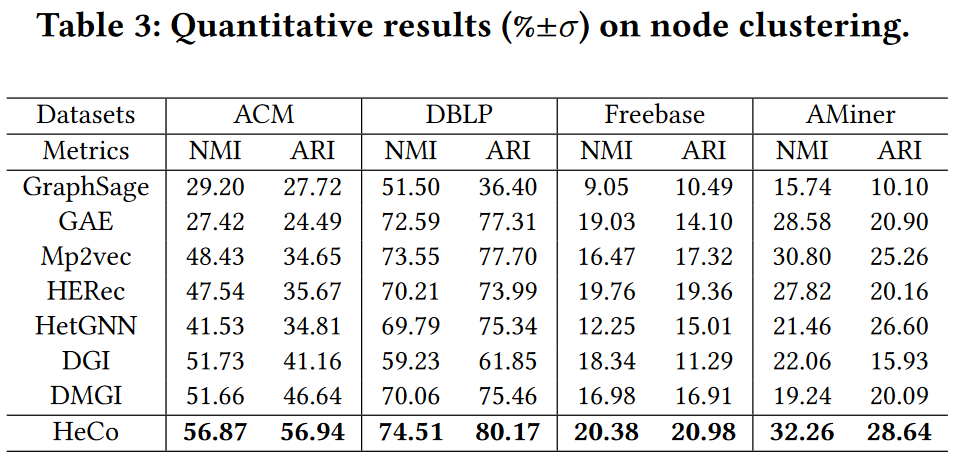 Table 3: Quantitative results (%±σ) on node clustering.
Datasets ACM DBLP Freebase AMiner
Metrics NMI ARI NMI ARI NMI ARI NMI ARI
GraphSage 29.20 27.72 51.50 36.40 9.05 10.49 15.74 10.10
GAE 27.42 24.49 72.59 77.31 19.03 14.10 28.58 20.90
Mp2vec 48.43 34.65 73.55 77.70 16.47 17.32 30.80 25.26
HERec 47.54 35.67 70.21 73.99 19.76 19.36 27.82 20.16
HetGNN 41.53 34.81 69.79 75.34 12.25 15.01 21.46 26.60
DGI 51.73 41.16 59.23 61.85 18.34 11.29 22.06 15.93
DMGI 51.66 46.64 70.06 75.46 16.98 16.91 19.24 20.09
HeCo 56.87 56.94 74.51 80.17 20.38 20.98 32.26 28.64